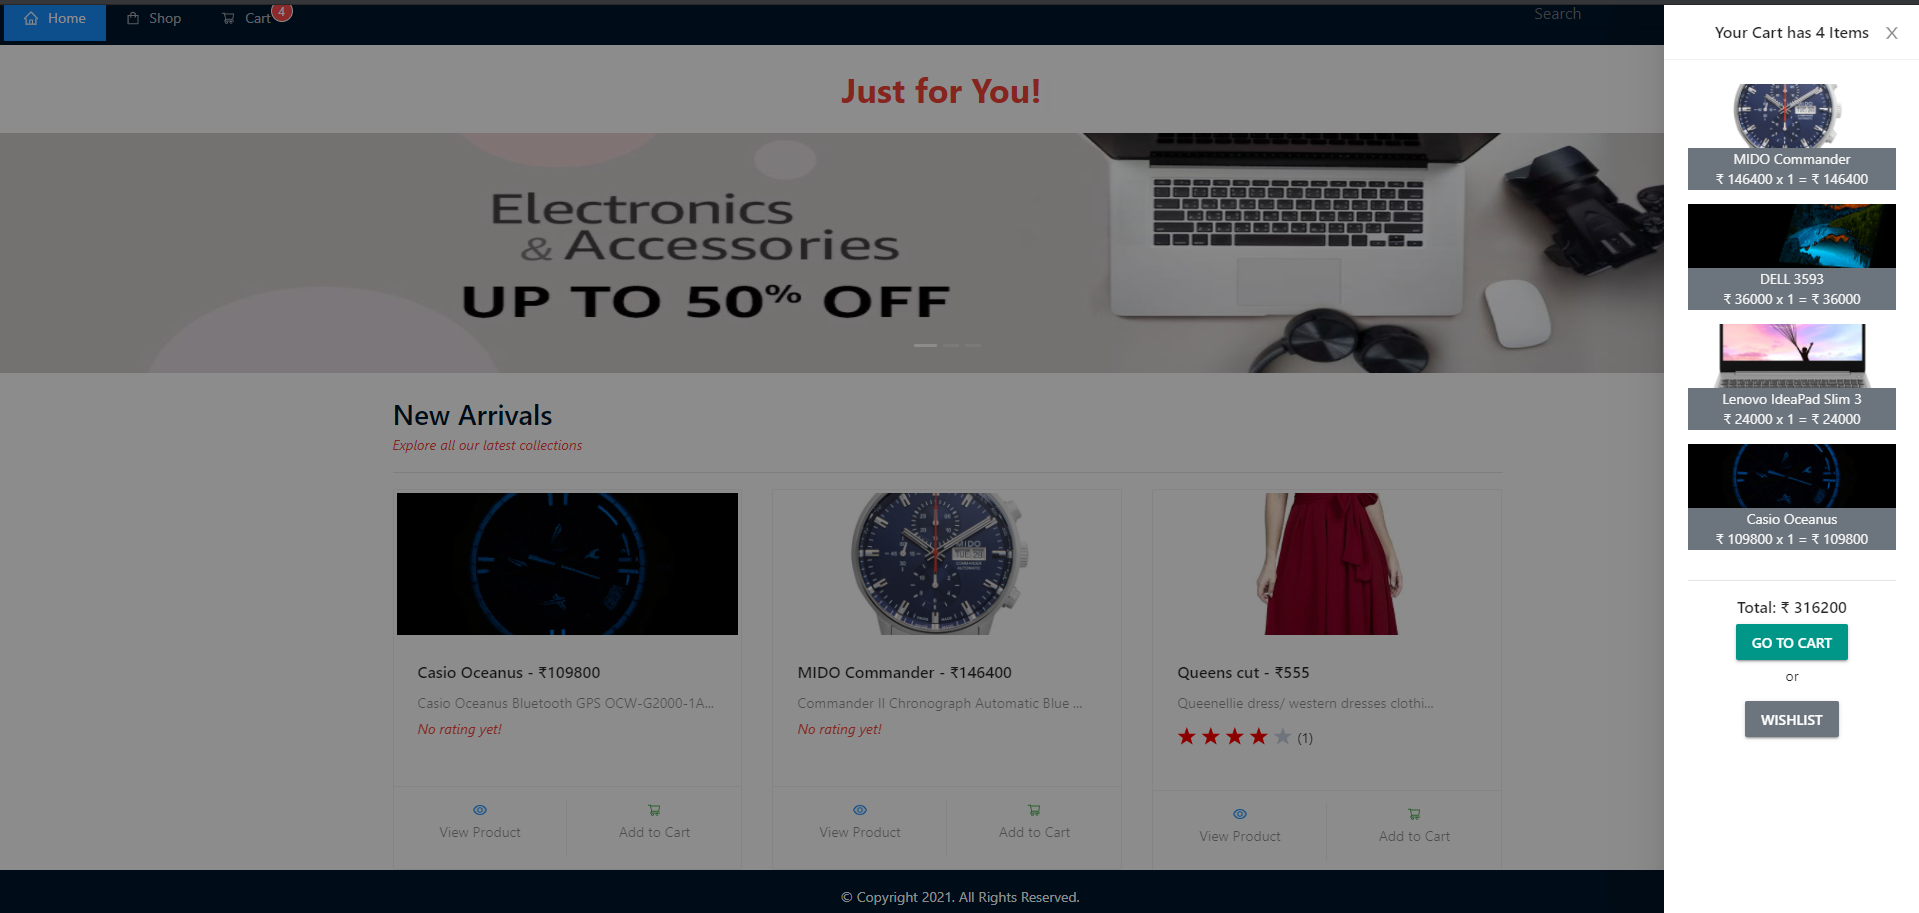 Home
Shop
Cart
4
Search
Just for You!
Electronics
& Accessories
UP TO 50% OFF
New Arrivals
Explore all our latest collections
Casio Oceanus - ₹109800
Casio Oceanus Bluetooth GPS OCW-G2000-1A...
No rating yet!
View Product
Add to Cart
MIDO
COMMANDER
AUTOMATIC
MIDO Commander - ₹146400
Commander II Chronograph Automatic Blue ...
No rating yet!
View Product
Add to Cart
Queens cut - ₹555
Queenellie dress/ western dresses clothi...
(1)
View Product
Add to Cart
© Copyright 2021. All Rights Reserved.
Your Cart has 4 Items
X
MIDO
MIDO Commander
₹ 146400 x 1 = ₹ 146400
DELL 3593
₹ 36000 x 1 = ₹ 36000
Lenovo IdeaPad Slim 3
₹ 24000 x 1 = ₹ 24000
Casio Oceanus
₹ 109800 x 1 = ₹ 109800
Total: ₹ 316200
GO TO CART
or
WISHLIST